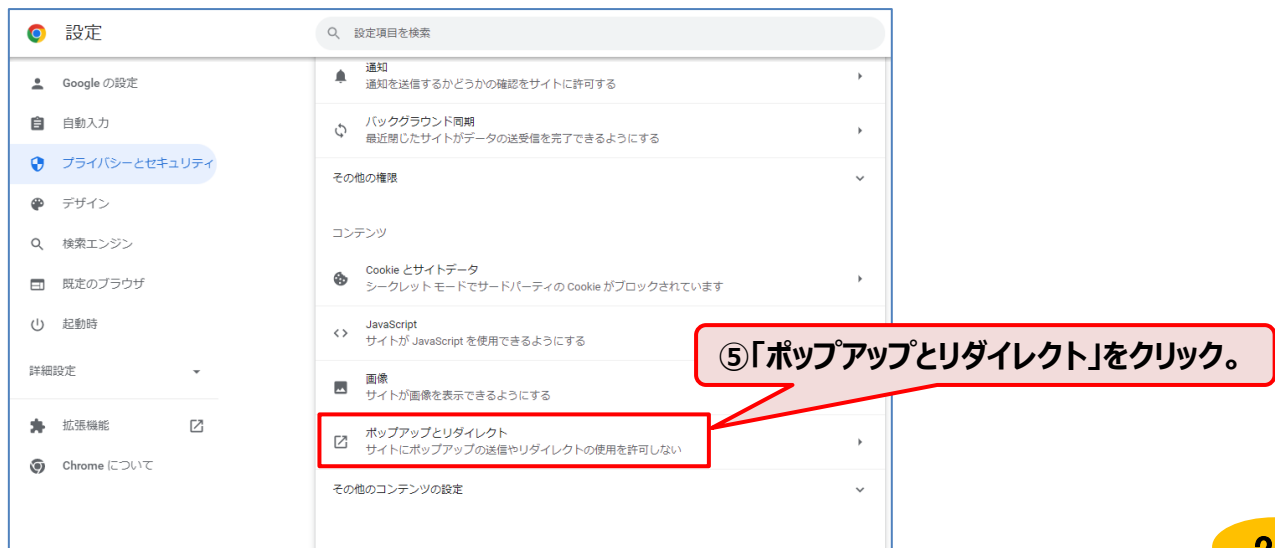 設定
設定項目を検索
Google の設定
自動入力
プライバシーとセキュリティ
デザイン
検索エンジン
既定のブラウザ
起動時
詳細設定
拡張機能
Chrome について
通知
通知を送信するかどうかの確認をサイトに許可する
バックグラウンド同期
最近閉じたサイトがデータの送受信を完了できるようにする
その他の権限
コンテンツ
Cookie とサイトデータ
シークレット モードでサードパーティの Cookie がブロックされています
JavaScript
サイトが JavaScript を使用できるようにする
画像
サイトが画像を表示できるようにする
ポップアップとリダイレクト
サイトにポップアップの送信やリダイレクトの使用を許可しない
その他のコンテンツの設定
⑤「ポップアップとリダイレクト」をクリック。